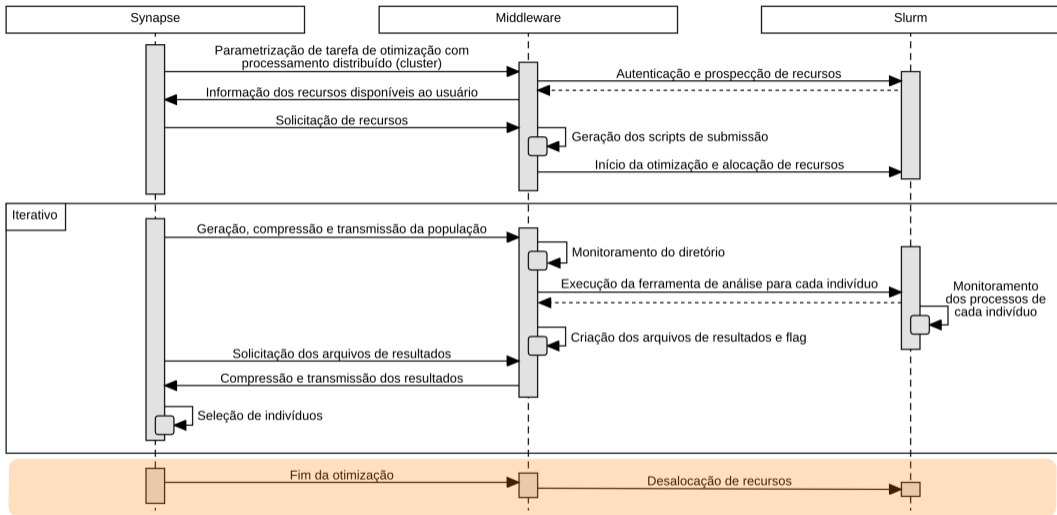 Synapse
Middleware
Slurm
Parametrização de tarefa de otimização com
processamento distribuído (cluster)
Autenticação e prospecção de recursos
Informação dos recursos disponíveis ao usuário
Solicitação de recursos
Geração dos scripts de submissão
Início da otimização e alocação de recursos
Iterativo
Geração, compressão e transmissão da população
Monitoramento do diretório
Execução da ferramenta de análise para cada indivíduo
Monitoramento
dos processos de
cada indivíduo
Criação dos arquivos de resultados e flag
Solicitação dos arquivos de resultados
Compressão e transmissão dos resultados
Seleção de indivíduos
Fim da otimização
Desalocação de recursos